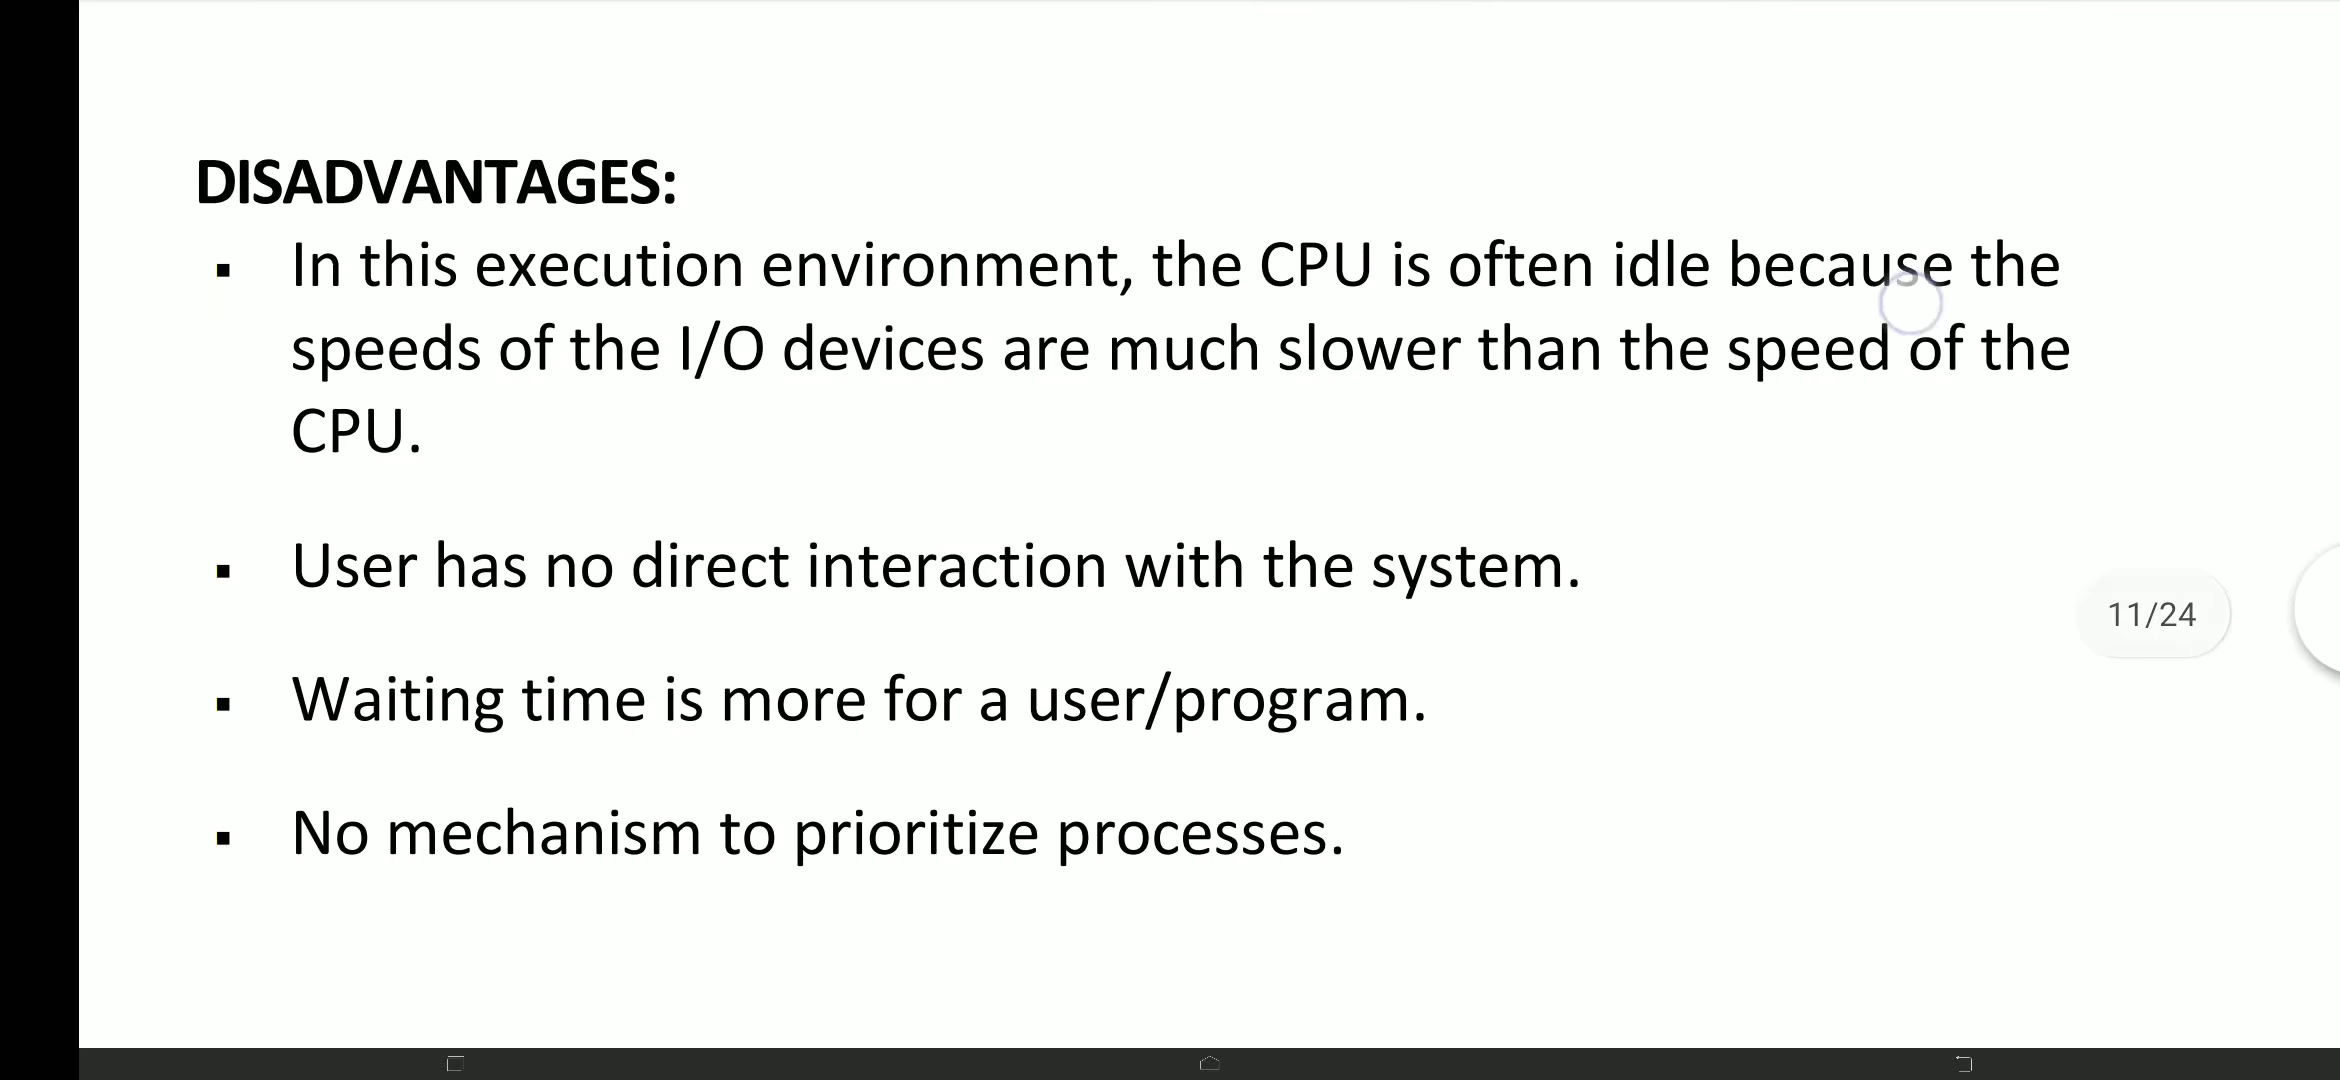 DISADVANTAGES:
▪ In this execution environment, the CPU is often idle because the
speeds of the I/O devices are much slower than the speed of the
CPU.
▪ User has no direct interaction with the system.
▪ Waiting time is more for a user/program.
▪ No mechanism to prioritize processes.
11/24